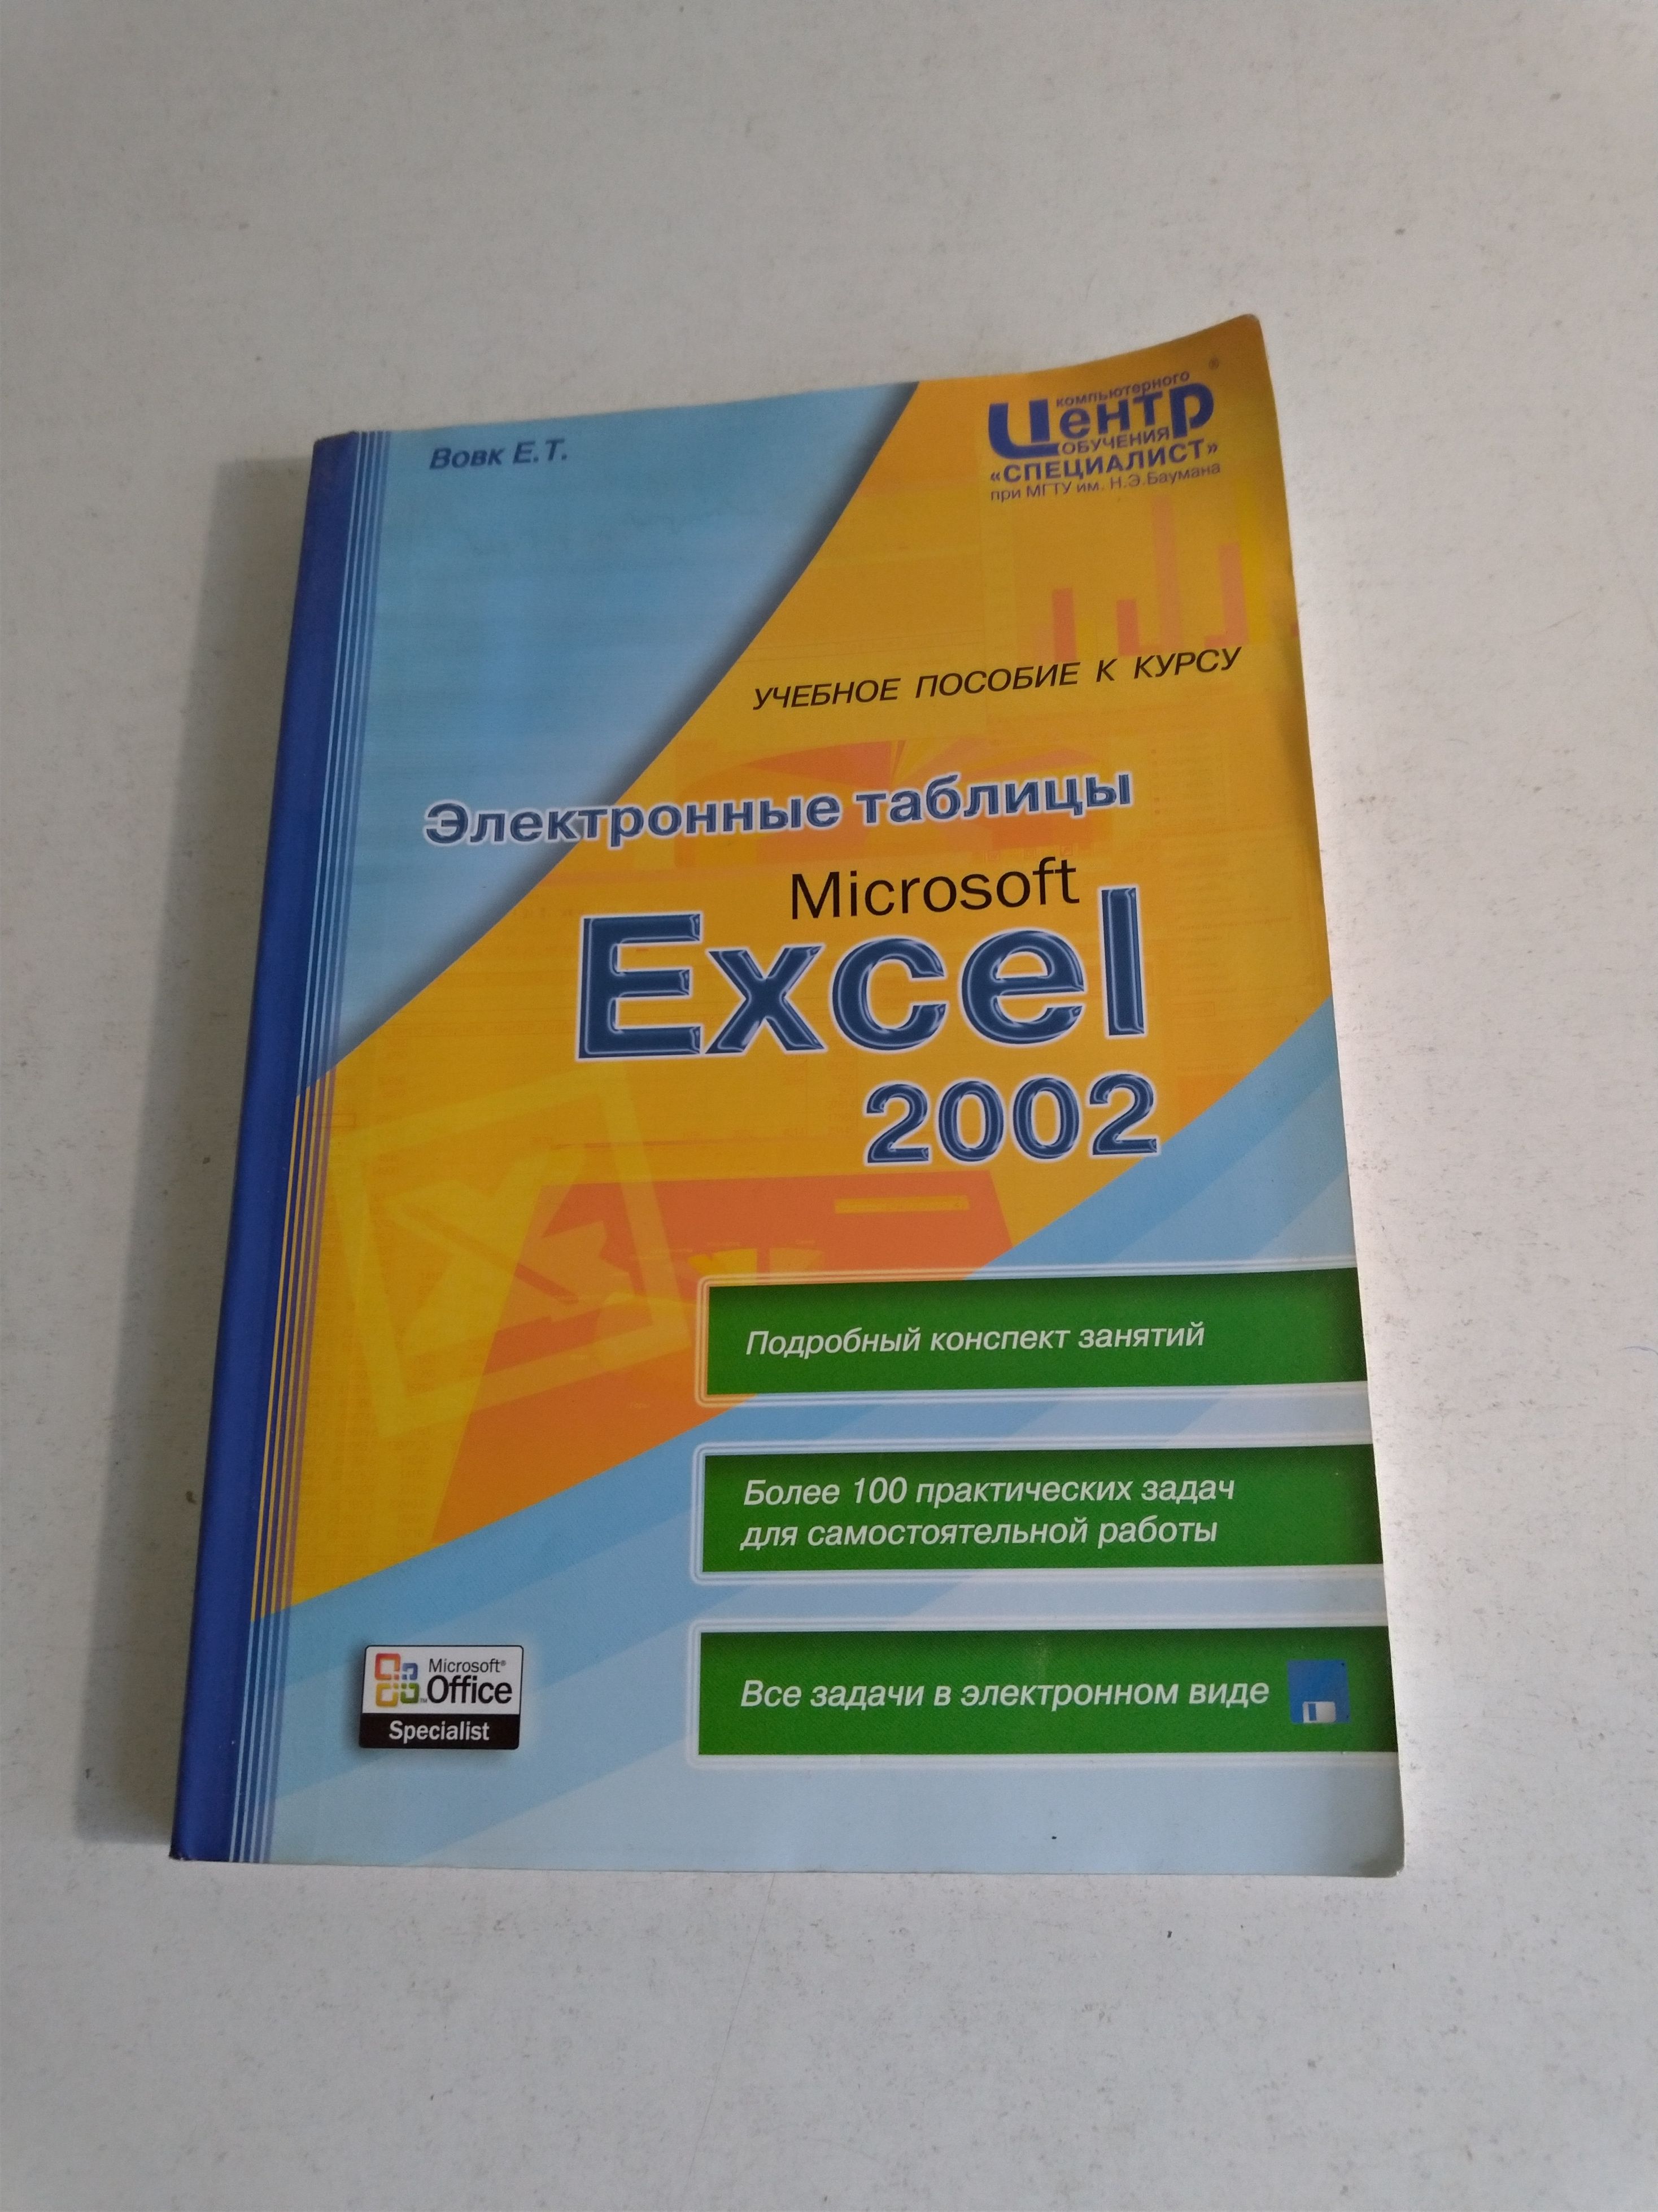 Вовк Е.Т.
компьютерного
Центр
ОБУЧЕНИЯ
«СПЕЦИАЛИСТ»
при МГТУ им. Н.Э.Баумана
®
УЧЕБНОЕ ПОСОБИЕ К КУРСУ
Электронные таблицы
Microsoft
Excel
2002
Подробный конспект занятий
Более 100 практических задач
для самостоятельной работы
Все задачи в электронном виде
Microsoft®
Office
Specialist